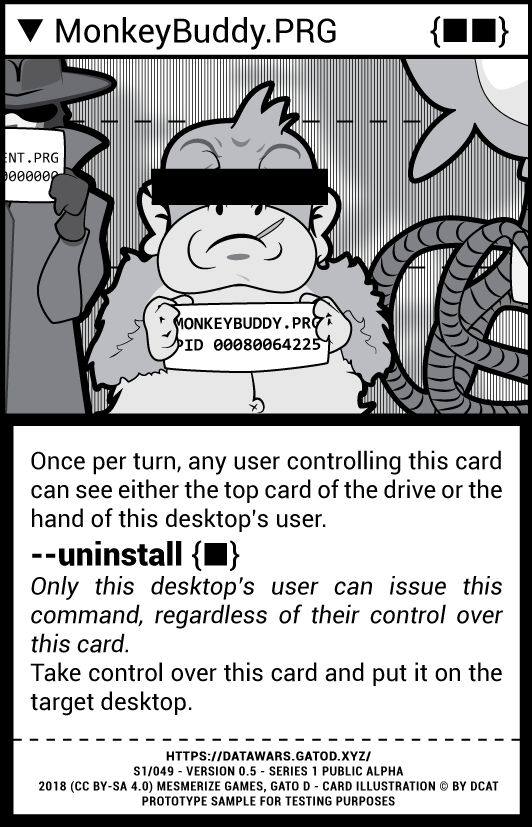 ▼ MonkeyBuddy.PRG {■■}
ENT.PRG
MONKEYBUDDY.PRG
PID 00080064225
Once per turn, any user controlling this card
can see either the top card of the drive or the
hand of this desktop's user.
--uninstall {■}
Only this desktop's user can issue this
command, regardless of their control over
this card.
Take control over this card and put it on the
target desktop.
HTTPS://DATAWARS.GATOD.XYZ/
S1/049 - VERSION 0.5 - SERIES 1 PUBLIC ALPHA
2018 (CC BY-SA 4.0) MESMERIZE GAMES, GATO D - CARD ILLUSTRATION © BY DCAT
PROTOTYPE SAMPLE FOR TESTING PURPOSES